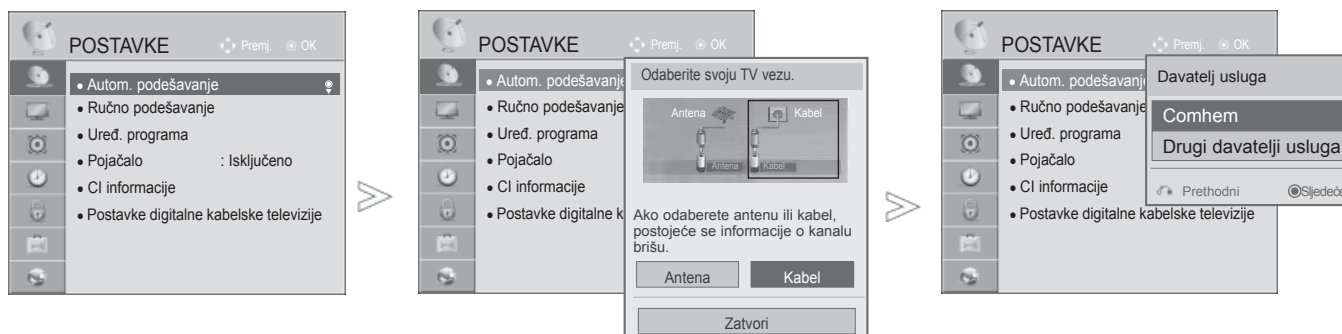 POSTAVKE
Premj. OK
• Autom. podešavanje
• Ručno podešavanje
• Uređ. programa
• Pojačalo : Isključeno
• CI informacije
• Postavke digitalne kabelske televizije
POSTAVKE
Premj. OK
• Autom. podešavanje
• Ručno podešavanje
• Uređ. programa
• Pojačalo
• CI informacije
• Postavke digitalne k
Odaberite svoju TV vezu.
Antena Kabel
Antena Kabel
Ako odaberete antenu ili kabel,
postojeće se informacije o kanalu
brišu.
Antena Kabel
Zatvori
POSTAVKE
Premj. OK
• Autom. podešavanj
• Ručno podešavanje
• Uređ. programa
• Pojačalo
• CI informacije
• Postavke digitalne kabelske televizije
Davatelj usluga
Comhem
Drugi davatelji usluga
Prethodni Sljedeće